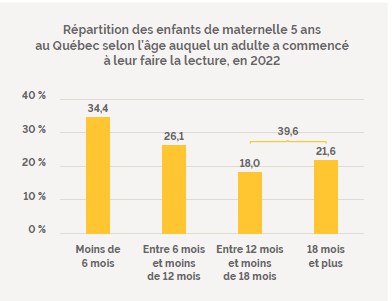 Répartition des enfants de maternelle 5 ans
au Québec selon l'âge auquel un adulte a commencé
à leur faire la lecture, en 2022
40 %
30 %
20 %
10 %
0 %
34,4
26,1
18,0
39,6
21,6
Moins de
6 mois
Entre 6 mois
et moins
de 12 mois
Entre 12 mois
et moins
de 18 mois
18 mois
et plus